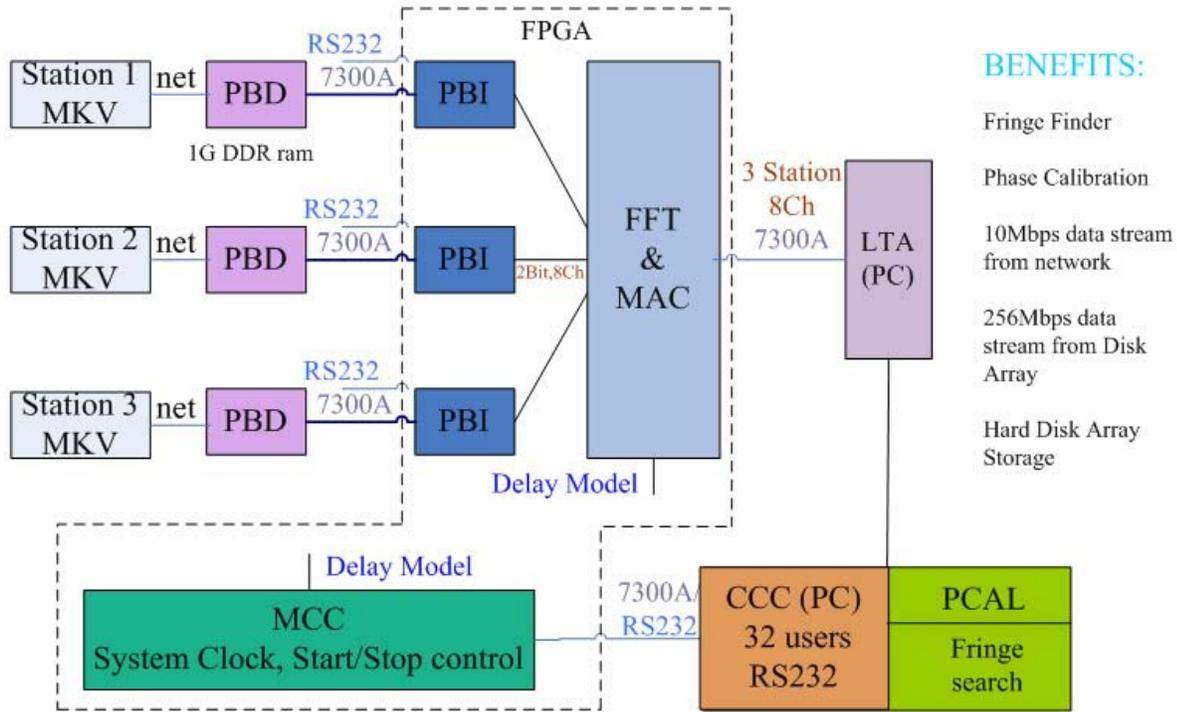 FPGA
RS232
7300A
Station 1
MKV
net
PBD
PBI
1G DDR ram
RS232
7300A
Station 2
MKV
net
PBD
PBI
2Bit,8Ch
RS232
7300A
Station 3
MKV
net
PBD
PBI
FFT
&
MAC
Delay Model
3 Station
8Ch
7300A
LTA
(PC)
BENEFITS:
Fringe Finder
Phase Calibration
10Mbps data stream
from network
256Mbps data
stream from Disk
Array
Hard Disk Array
Storage
Delay Model
MCC
System Clock, Start/Stop control
7300A/
RS232
CCC (PC)
32 users
RS232
PCAL
Fringe
search